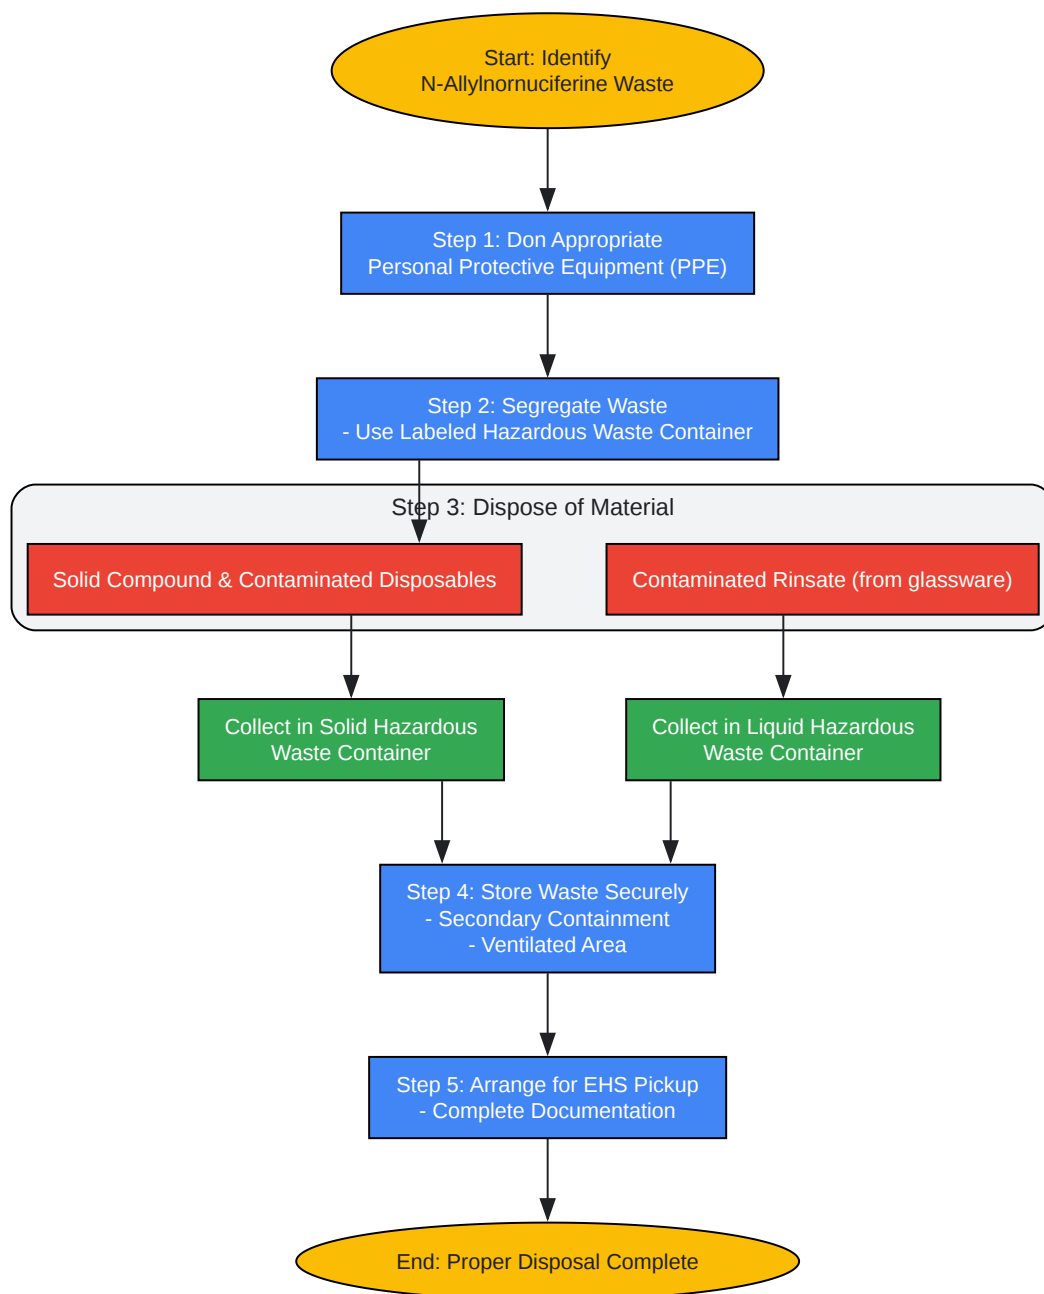 Start: Identify
N-Allylnornuciferine Waste
Step 1: Don Appropriate
Personal Protective Equipment (PPE)
Step 2: Segregate Waste
- Use Labeled Hazardous Waste Container
Step 3: Dispose of Material
Solid Compound & Contaminated Disposables
Contaminated Rinsate (from glassware)
Collect in Solid Hazardous
Waste Container
Collect in Liquid Hazardous
Waste Container
Step 4: Store Waste Securely
- Secondary Containment
- Ventilated Area
Step 5: Arrange for EHS Pickup
- Complete Documentation
End: Proper Disposal Complete